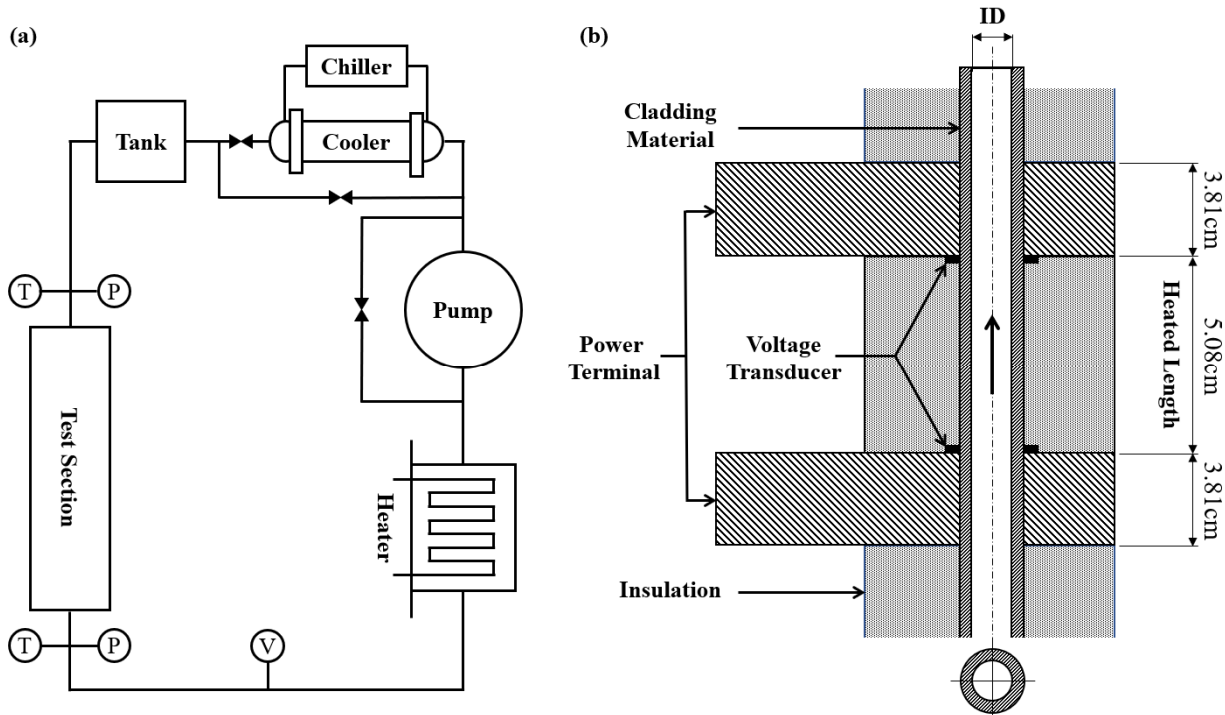 (a)
Chiller
Tank
Cooler
T
P
Pump
Test Section
Heater
T
P
V
(b)
ID
Cladding
Material
3.81cm
Power
Terminal
Voltage
Transducer
Heated Length
5.08cm
3.81cm
Insulation